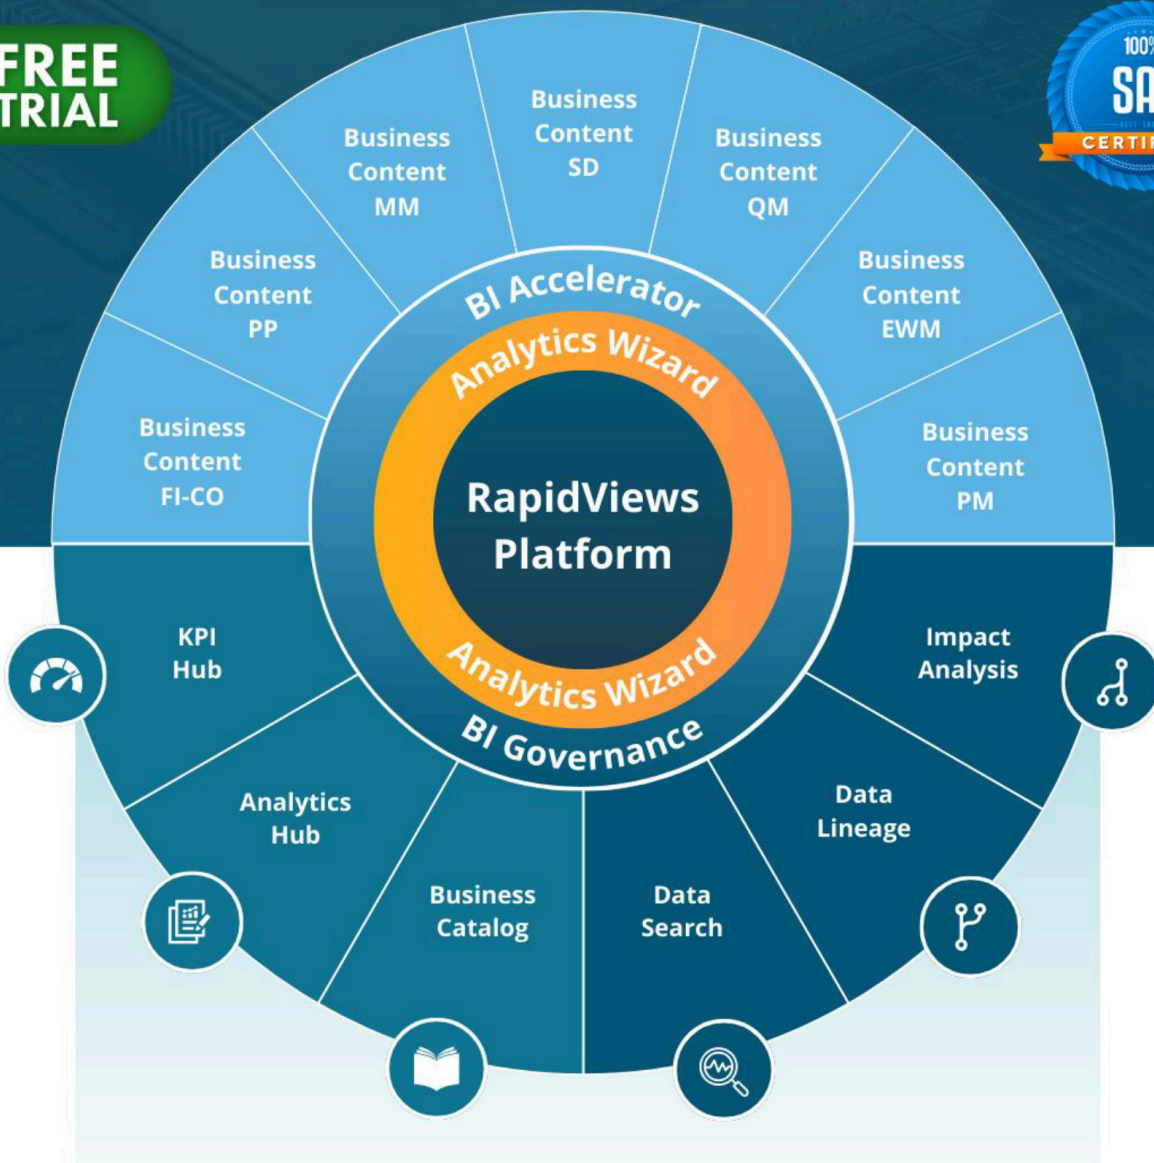 FREE
TRIAL
100%
CERTIFI
Business
Content
SD
Business
Content
MM
Business
Content
QM
Business
Content
PP
Business
Content
EWM
Business
Content
FI-CO
Business
Content
PM
BI Accelerator
Analytics Wizard
RapidViews
Platform
Analytics Wizard
BI Governance
KPI
Hub
Impact
Analysis
Analytics
Hub
Data
Lineage
Business
Catalog
Data
Search